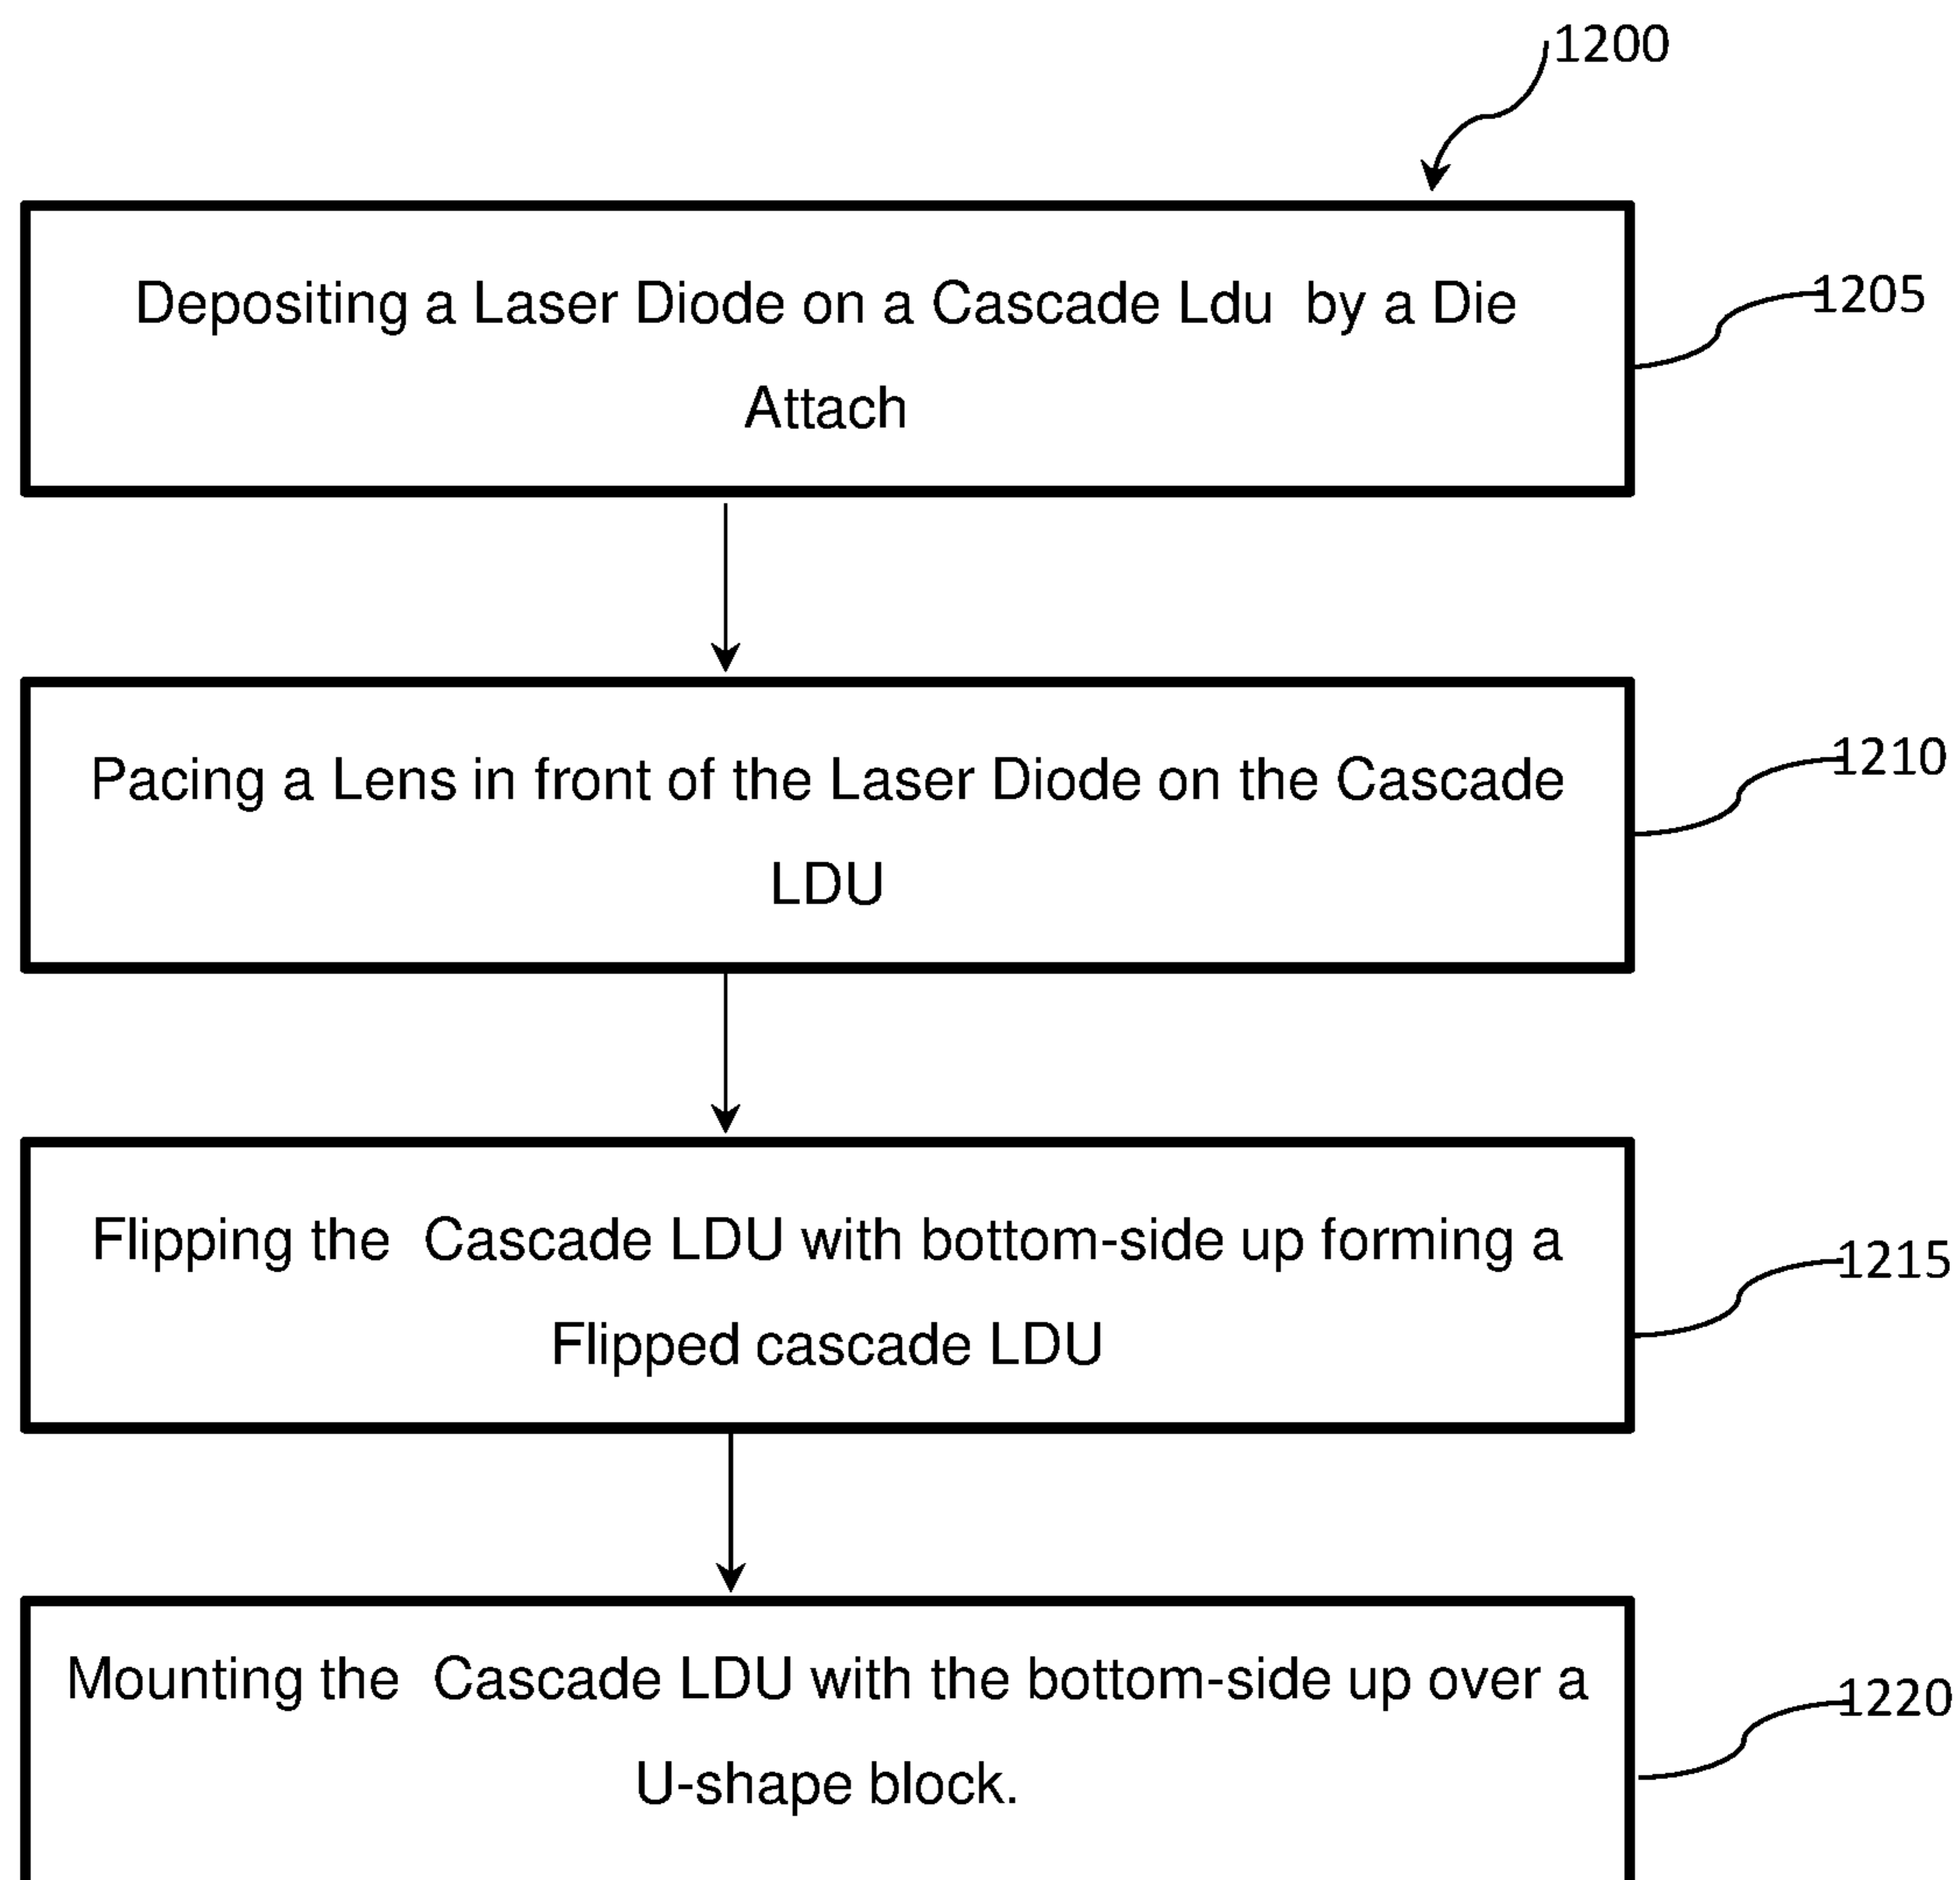 1200
Depositing a Laser Diode on a Cascade Ldu by a Die
Attach
1205
Pacing a Lens in front of the Laser Diode on the Cascade
LDU
1210
Flipping the Cascade LDU with bottom-side up forming a
Flipped cascade LDU
1215
Mounting the Cascade LDU with the bottom-side up over a
U-shape block.
1220